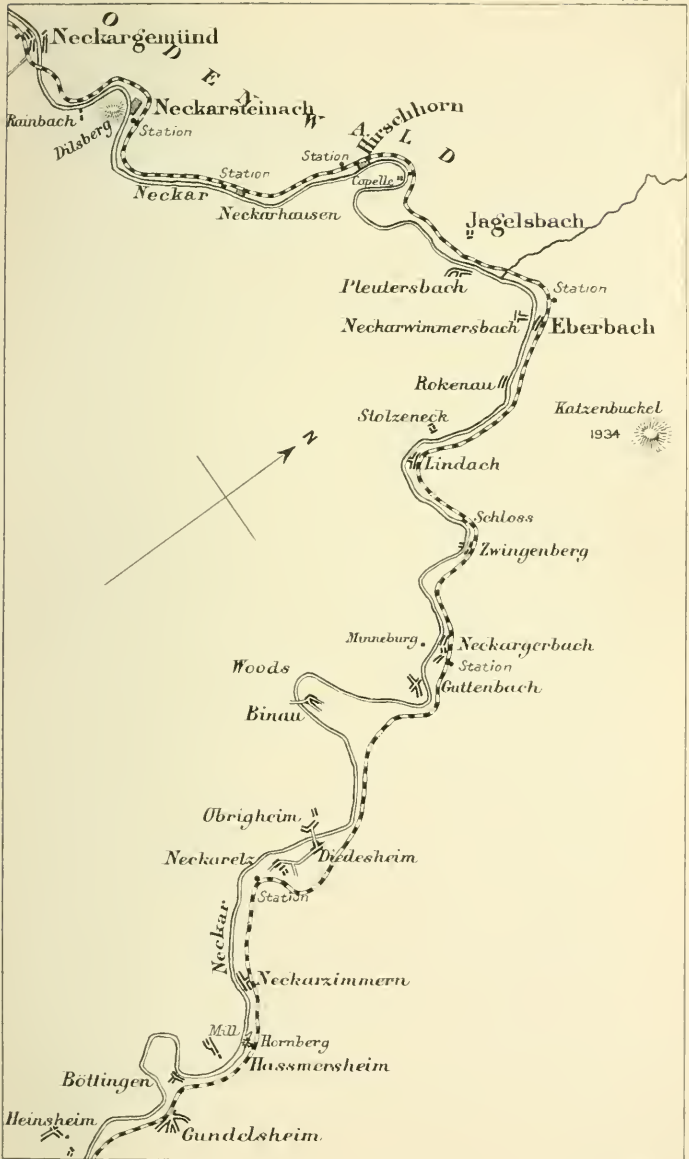 ODENWALD
Neckargemünd
Rainbach
Dilsberg
Neckarsteinach
Station
Hirschhorn
Station
Capelle
Station
Neckar
Neckarhausen
Jagelsbach
Pleutersbach
Station
Neckarwimmersbach
Eberbach
Rokenau
Katzenbuckel
1934
Stolzeneck
N
Lindach
Schloss
Zwingenberg
Minneburg
Neckargerbach
Station
Woods
Guttenbach
Binau
Obrigheim
Neckarelz
Diedesheim
Station
Neckar
Neckarzimmern
Mill
Hornberg
Hassmersheim
Böttingen
Heinsheim
Gundelsheim